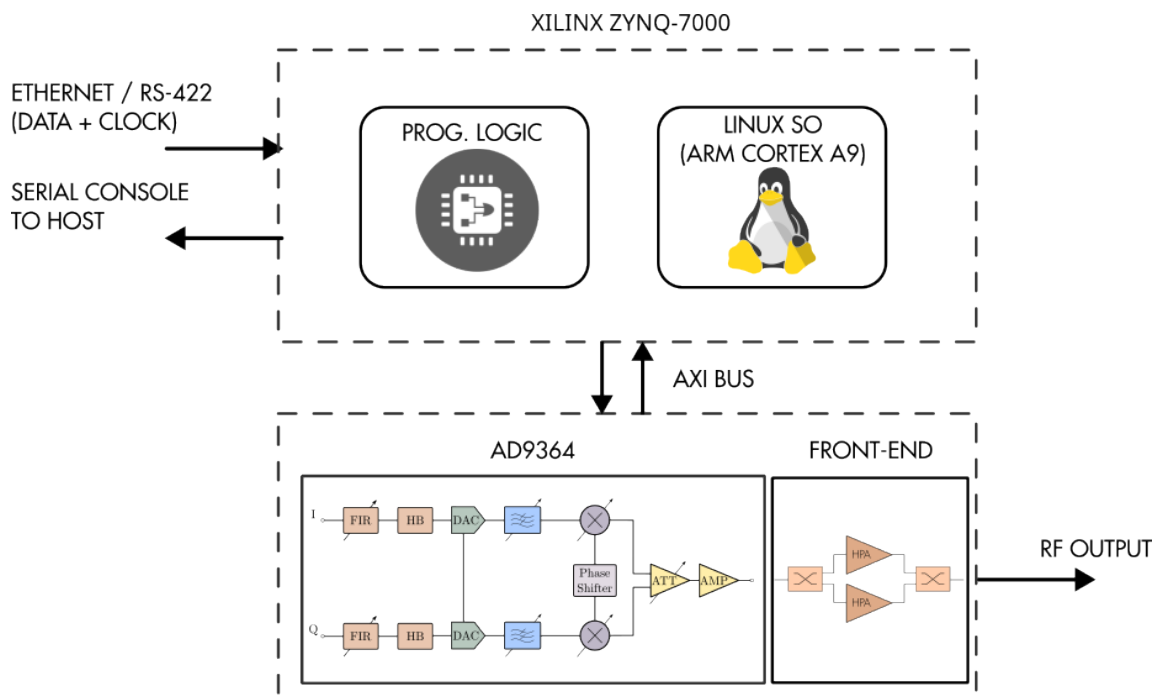 XILINX ZYNQ-7000
ETHERNET / RS-422
(DATA + CLOCK)
SERIAL CONSOLE
TO HOST
PROG. LOGIC
LINUX SO
(ARM CORTEX A9)
AXI BUS
AD9364
FRONT-END
I
FIR
HB
DAC
Phase
Shifter
ATT
AMP
Q
FIR
HB
DAC
HPA
HPA
RF OUTPUT